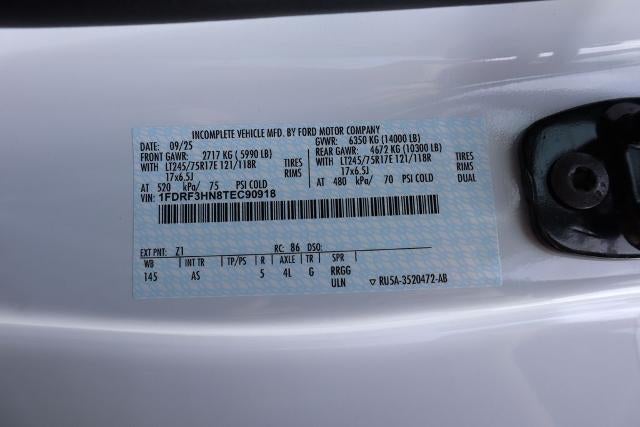 INCOMPLETE VEHICLE MFD. BY FORD MOTOR COMPANY
DATE: 09/25 GVWR: 6350 KG (14000 LB)
FRONT GAWR: 2717 KG ( 5990 LB) REAR GAWR: 4672 KG (10300 LB)
WITH LT245/75R17E 121/118R TIRES WITH LT245/75R17E 121/118R TIRES
17x6.5J RIMS 17x6.5J RIMS
AT 520 kPa/ 75 PSI COLD AT 480 kPa/ 70 PSI COLD
VIN: 1FDRF3HN8TEC90918
EXT PNT: Z1 RC: 86 DSO:
WB INT TR TP/PS R AXLE TR SPR
145 AS 5 4L G RRGG
ULN RU5A-3520472-AB